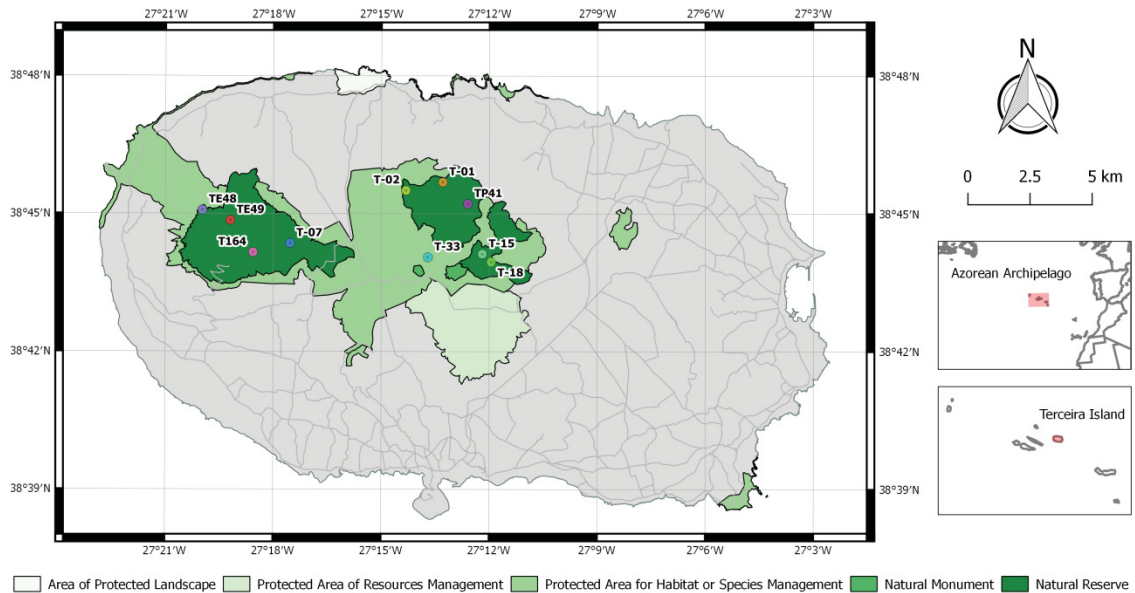 27°21’W 27°18’W 27°15’W 27°12’W 27°9’W 27°6’W 27°3’W
38°48’N 38°48’N
N
T-01
T-02
TP41
0 2.5 5 km
TE48
38°45’N 38°45’N
TE49
T-07
T-15
T164
T-33
T-18
Azorean Archipelago
38°42’N 38°42’N
Terceira Island
38°39’N 38°39’N
27°21’W 27°18’W 27°15’W 27°12’W 27°9’W 27°6’W 27°3’W
Area of Protected Landscape Protected Area of Resources Management Protected Area for Habitat or Species Management Natural Monument Natural Reserve